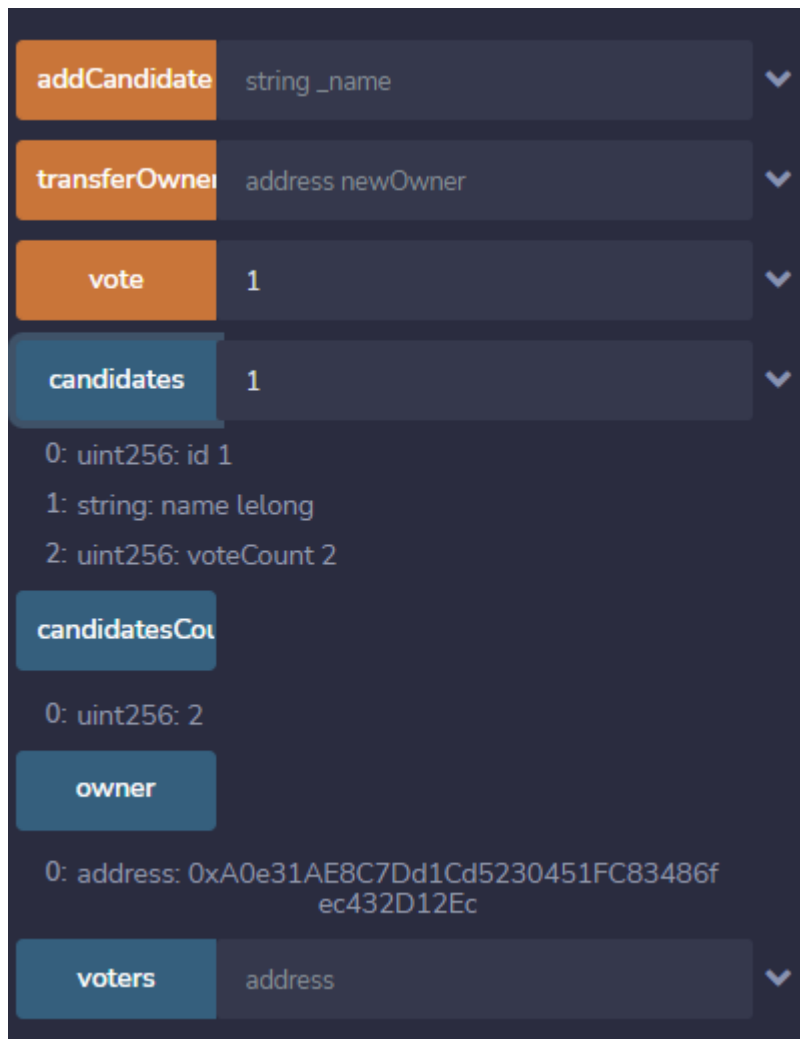 addCandidate string _name
transferOwner address newOwner
vote 1
candidates 1
0: uint256: id 1
1: string: name lelong
2: uint256: voteCount 2
candidatesCou
0: uint256: 2
owner
0: address: 0xA0e31AE8C7Dd1Cd5230451FC83486f
ec432D12Ec
voters address